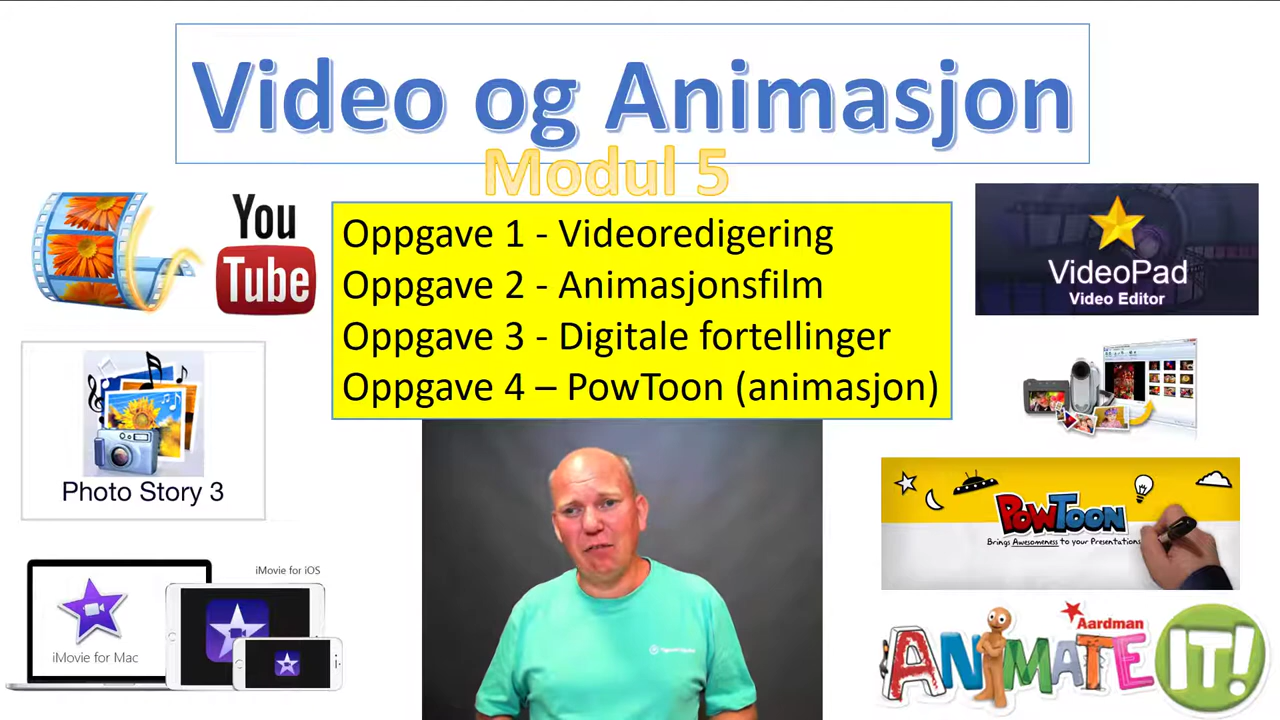 Video og Animasjon
Modul 5
Oppgave 1 - Videoredigering
Oppgave 2 - Animasjonsfilm
Oppgave 3 - Digitale fortellinger
Oppgave 4 – PowToon (animasjon)
You
Tube
Photo Story 3
iMovie for Mac
iMovie for iOS
VideoPad
Video Editor
PowToon
Brings Awesomeness to your Presentations
Aardman
ANIMATE IT!